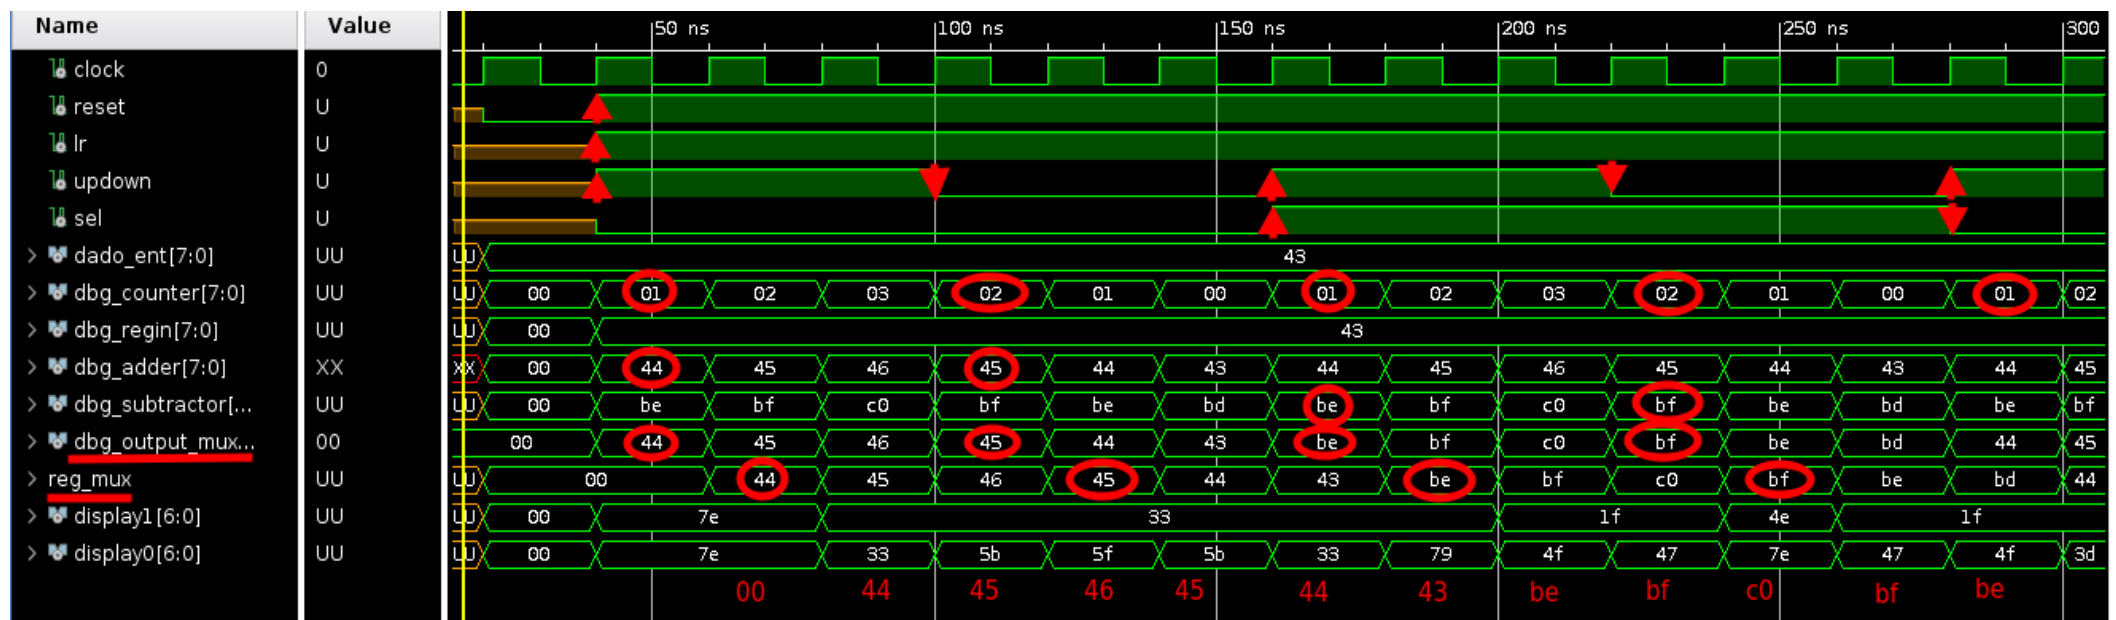 Name Value |50 ns |100 ns |150 ns |200 ns |250 ns |300
clock 0
reset U
lr U
updown U
sel U
dado_ent[7:0] UU UU 43
dbg_counter[7:0] UU UU 00 01 02 03 02 01 00 01 02 03 02 01 00 01 02
dbg_regin[7:0] UU UU 00 43
dbg_adder[7:0] XX XX 00 44 45 46 45 44 43 44 45 46 45 44 43 44 45
dbg_subtractor[... UU UU 00 be bf c0 bf be bd be bf c0 bf be bd be bf
dbg_output_mux... 00 00 44 45 46 45 44 43 be bf c0 bf be bd 44 45
reg_mux UU UU 00 44 45 46 45 44 43 be bf c0 bf be bd 44
display1[6:0] UU UU 00 7e 33 1f 4e 1f
display0[6:0] UU UU 00 7e 33 5b 5f 5b 33 79 4f 47 7e 47 4f 3d
00 44 45 46 45 44 43 be bf c0 bf be